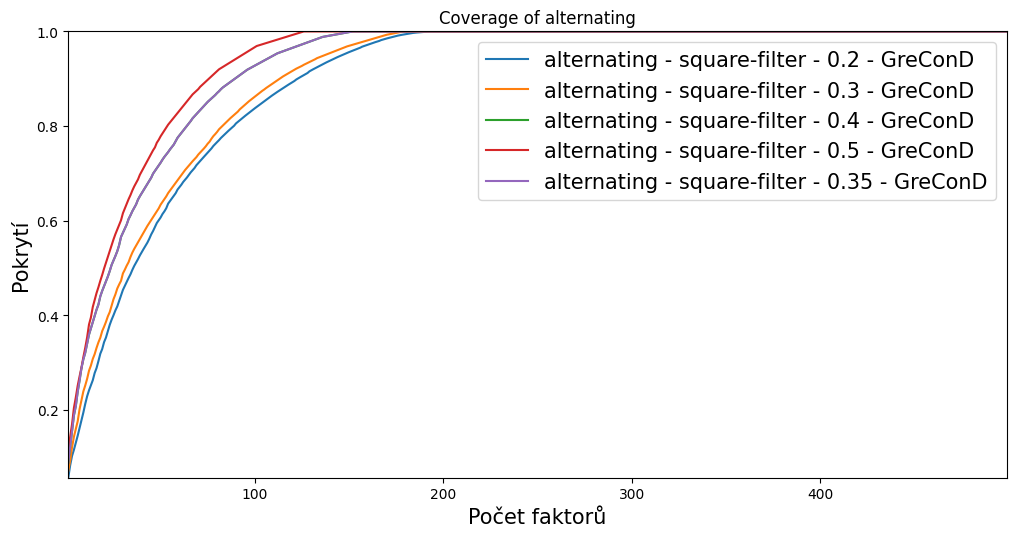 Coverage of alternating
1.0
0.8
0.6
0.4
0.2
Pokrytí
alternating - square-filter - 0.2 - GreConD
alternating - square-filter - 0.3 - GreConD
alternating - square-filter - 0.4 - GreConD
alternating - square-filter - 0.5 - GreConD
alternating - square-filter - 0.35 - GreConD
100
200
300
400
Počet faktorů